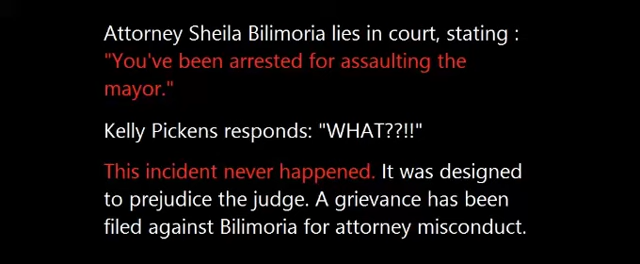 Attorney Sheila Bilimoria lies in court, stating :
"You've been arrested for assaulting the
mayor."
Kelly Pickens responds: "WHAT??!!"
This incident never happened. It was designed
to prejudice the judge. A grievance has been
filed against Bilimoria for attorney misconduct.